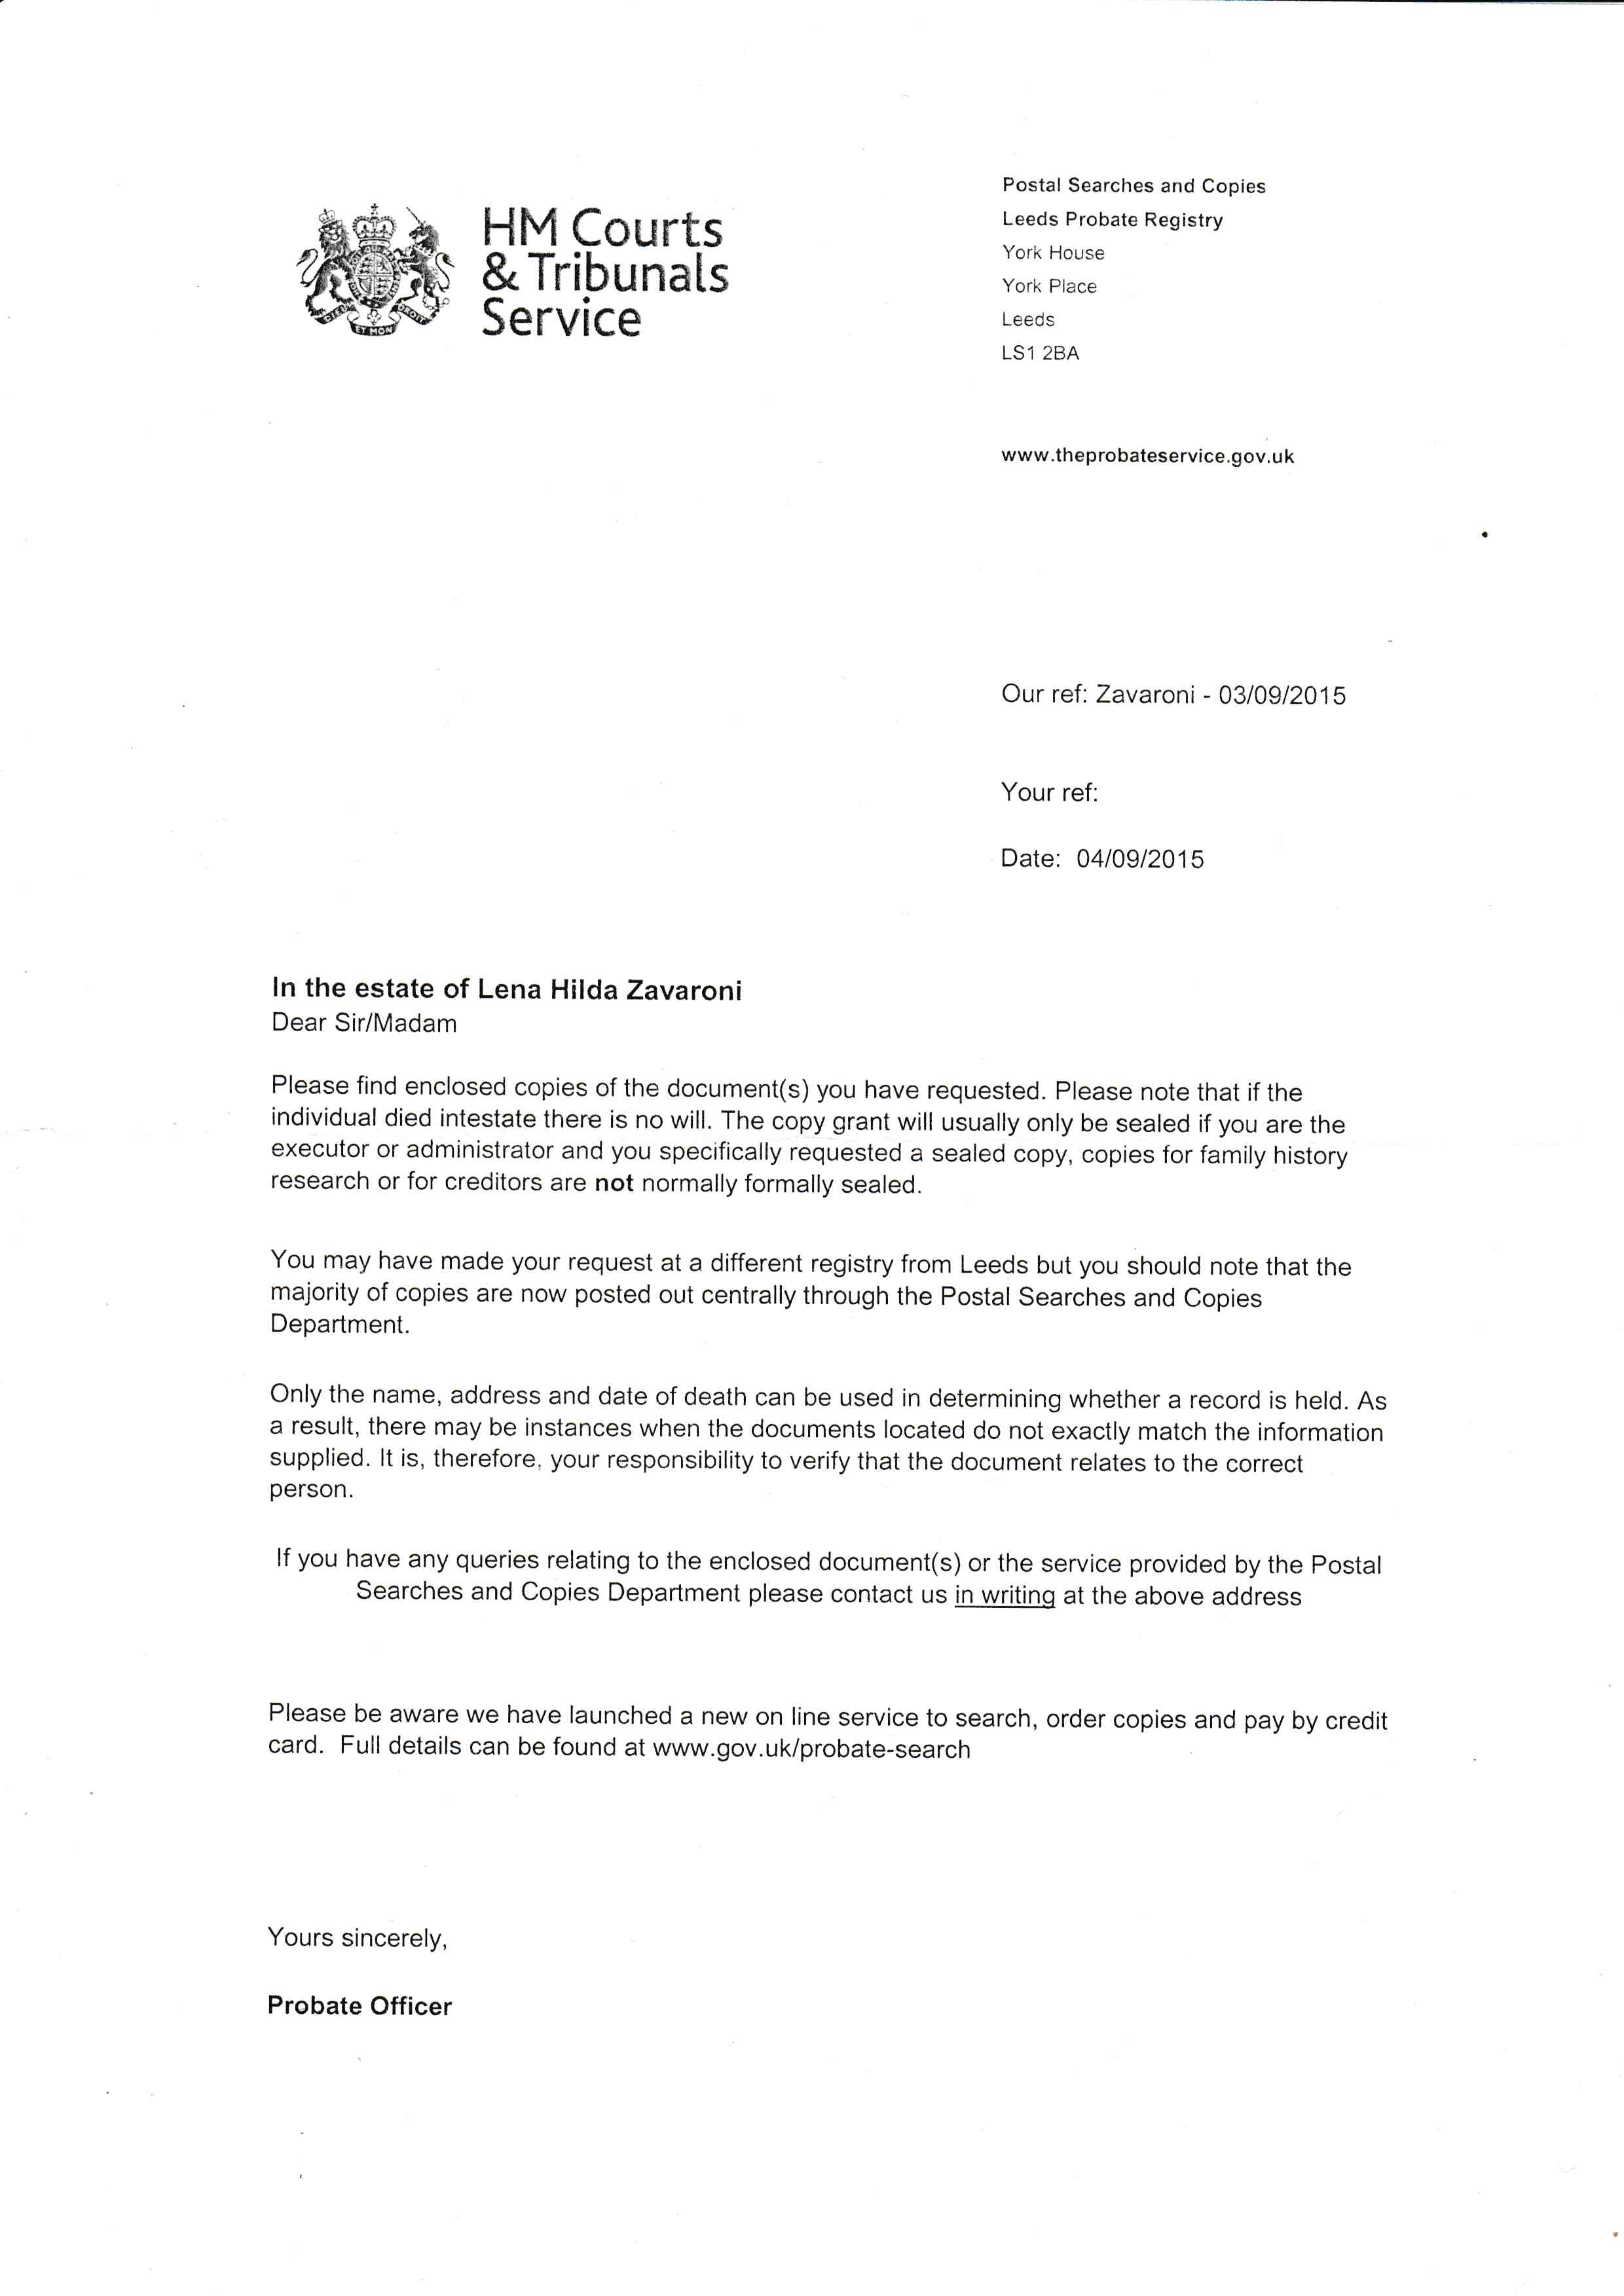 HM Courts
& Tribunals
Service
DIEU ET MON DROIT
Postal Searches and Copies
Leeds Probate Registry
York House
York Place
Leeds
LS1 2BA
www.theprobateservice.gov.uk
Our ref: Zavaroni - 03/09/2015
Your ref:
Date: 04/09/2015
In the estate of Lena Hilda Zavaroni
Dear Sir/Madam
Please find enclosed copies of the document(s) you have requested. Please note that if the
individual died intestate there is no will. The copy grant will usually only be sealed if you are the
executor or administrator and you specifically requested a sealed copy, copies for family history
research or for creditors are not normally formally sealed.
You may have made your request at a different registry from Leeds but you should note that the
majority of copies are now posted out centrally through the Postal Searches and Copies
Department.
Only the name, address and date of death can be used in determining whether a record is held. As
a result, there may be instances when the documents located do not exactly match the information
supplied. It is, therefore, your responsibility to verify that the document relates to the correct
person.
If you have any queries relating to the enclosed document(s) or the service provided by the Postal
Searches and Copies Department please contact us in writing at the above address
Please be aware we have launched a new on line service to search, order copies and pay by credit
card. Full details can be found at www.gov.uk/probate-search
Yours sincerely,
Probate Officer